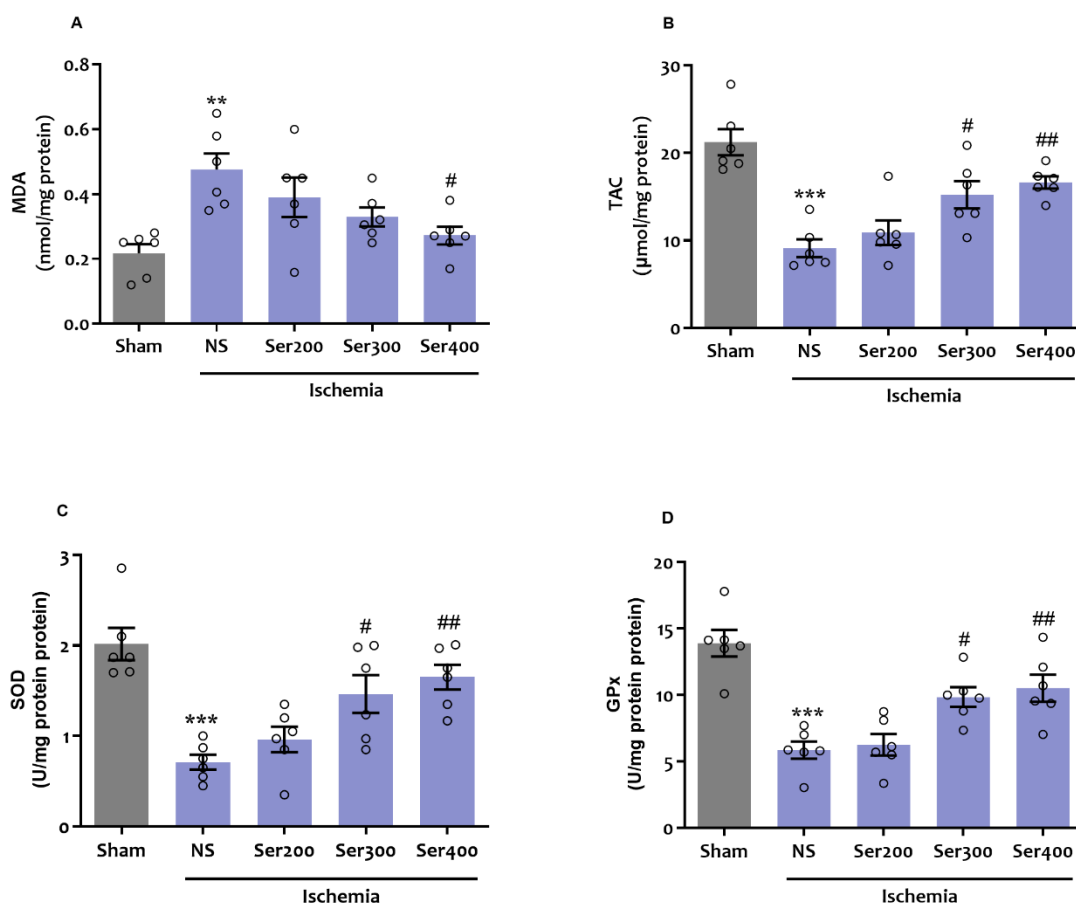 A
MDA
(nmol/mg protein)
0.8
0.6
0.4
0.2
0.0
**
#
Sham NS Ser200 Ser300 Ser400
Ischemia
B
TAC
(µmol/mg protein)
30
20
10
0
***
#
##
Sham NS Ser200 Ser300 Ser400
Ischemia
C
SOD
(U/mg protein protein)
3
2
1
0
***
#
##
Sham NS Ser200 Ser300 Ser400
Ischemia
D
GPx
(U/mg protein protein)
20
15
10
5
0
***
#
##
Sham NS Ser200 Ser300 Ser400
Ischemia